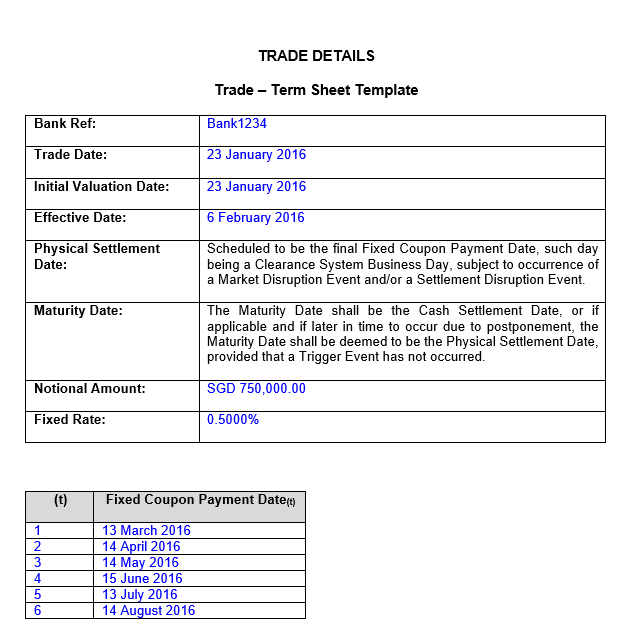 TRADE DETAILS
Trade – Term Sheet Template
Bank Ref: Bank1234
Trade Date: 23 January 2016
Initial Valuation Date: 23 January 2016
Effective Date: 6 February 2016
Physical Settlement Date: Scheduled to be the final Fixed Coupon Payment Date, such day
being a Clearance System Business Day, subject to occurrence of
a Market Disruption Event and/or a Settlement Disruption Event.
Maturity Date: The Maturity Date shall be the Cash Settlement Date, or if
applicable and if later in time to occur due to postponement, the
Maturity Date shall be deemed to be the Physical Settlement Date,
provided that a Trigger Event has not occurred.
Notional Amount: SGD 750,000.00
Fixed Rate: 0.5000%
(t) Fixed Coupon Payment Date(t)
1 13 March 2016
2 14 April 2016
3 14 May 2016
4 15 June 2016
5 13 July 2016
6 14 August 2016